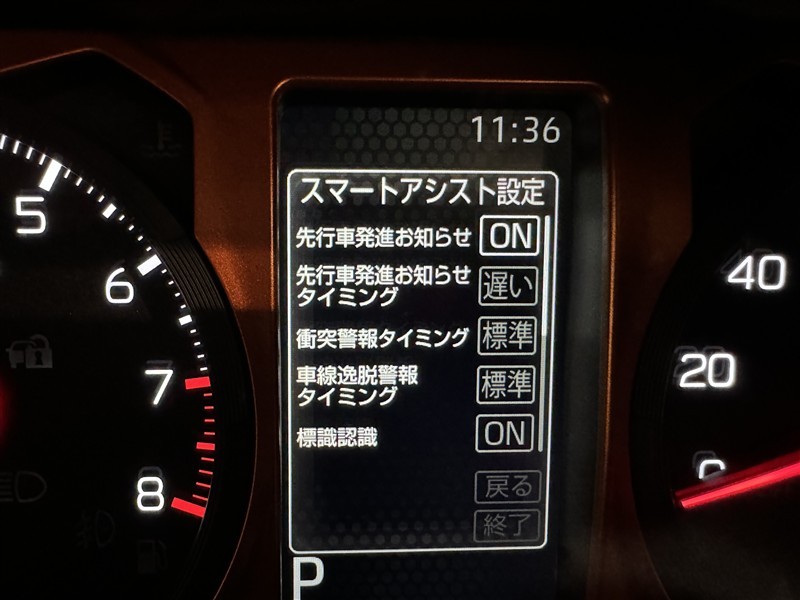 11:36
スマートアシスト設定
先行車発進お知らせ ON
先行車発進お知らせ
タイミング 遅い
衝突警報タイミング 標準
車線逸脱警報
タイミング 標準
標識認識 ON
戻る
終了
P
5
6
7
8
40
20
0